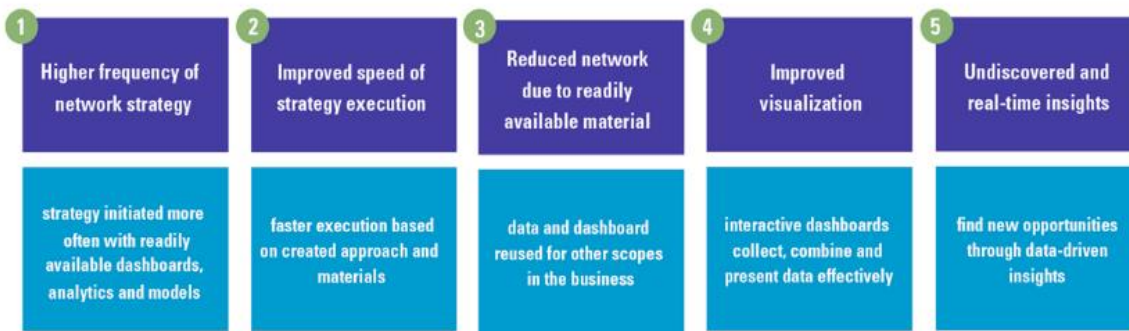 1
Higher frequency of
network strategy
strategy initiated more
often with readily
available dashboards,
analytics and models
2
Improved speed of
strategy execution
faster execution based
on created approach and
materials
3
Reduced network
due to readily
available material
data and dashboard
reused for other scopes
in the business
4
Improved
visualization
interactive dashboards
collect, combine and
present data effectively
5
Undiscovered and
real-time insights
find new opportunities
through data-driven
insights